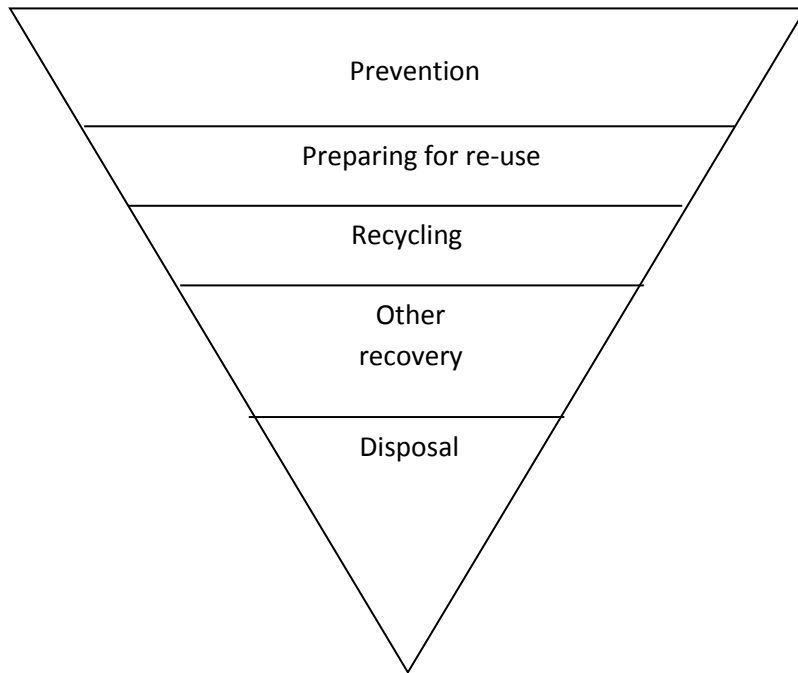 Prevention
Preparing for re-use
Recycling
Other
recovery
Disposal